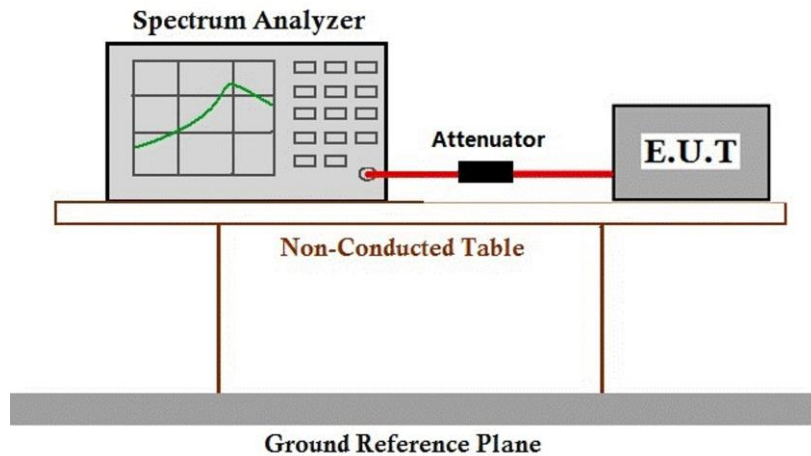 Spectrum Analyzer
Attenuator
E.U.T
Non-Conducted Table
Ground Reference Plane